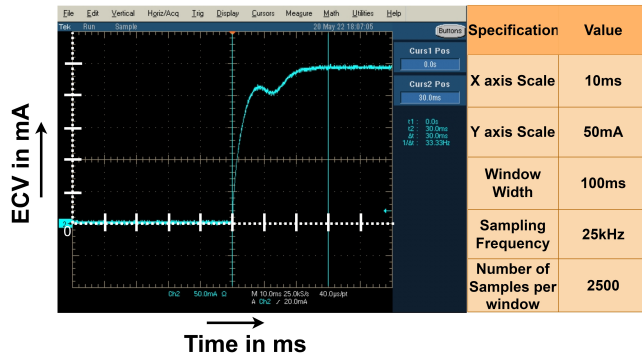 File Edit Vertical Horiz/Acq Trig Display Cursors Measure Math Utilities Help
Tek Run Sample 20 May 22 18:07:05 Buttons
Curs1 Pos
0.0s
Curs2 Pos
30.0ms
t1 : 0.0s
t2 : 30.0ms
Δt : 30.0ms
1/Δt : 33.33Hz
ECV in mA
0
Ch2 50.0mA Ω M 10.0ms 25.0kS/s 40.0µs/pt
A Ch2 ∕ 20.0mA
Time in ms
Specification Value
X axis Scale 10ms
Y axis Scale 50mA
Window
Width 100ms
Sampling
Frequency 25kHz
Number of
Samples per
window 2500